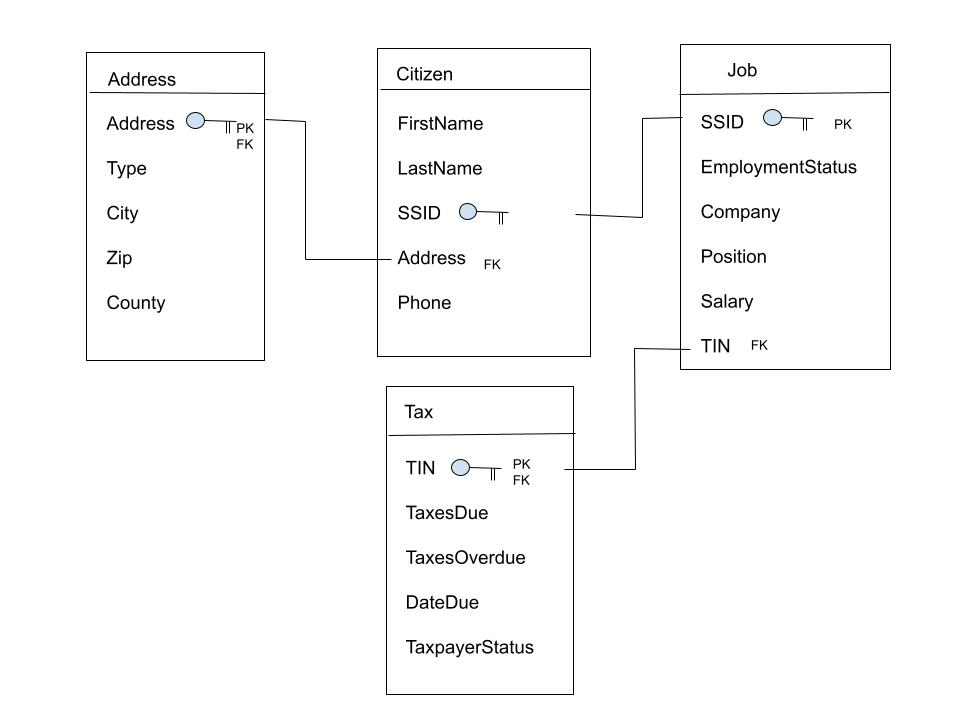 Address
Address PK
FK
Type
City
Zip
County
Citizen
FirstName
LastName
SSID
Address FK
Phone
Job
SSID PK
EmploymentStatus
Company
Position
Salary
TIN FK
Tax
TIN PK
FK
TaxesDue
TaxesOverdue
DateDue
TaxpayerStatus